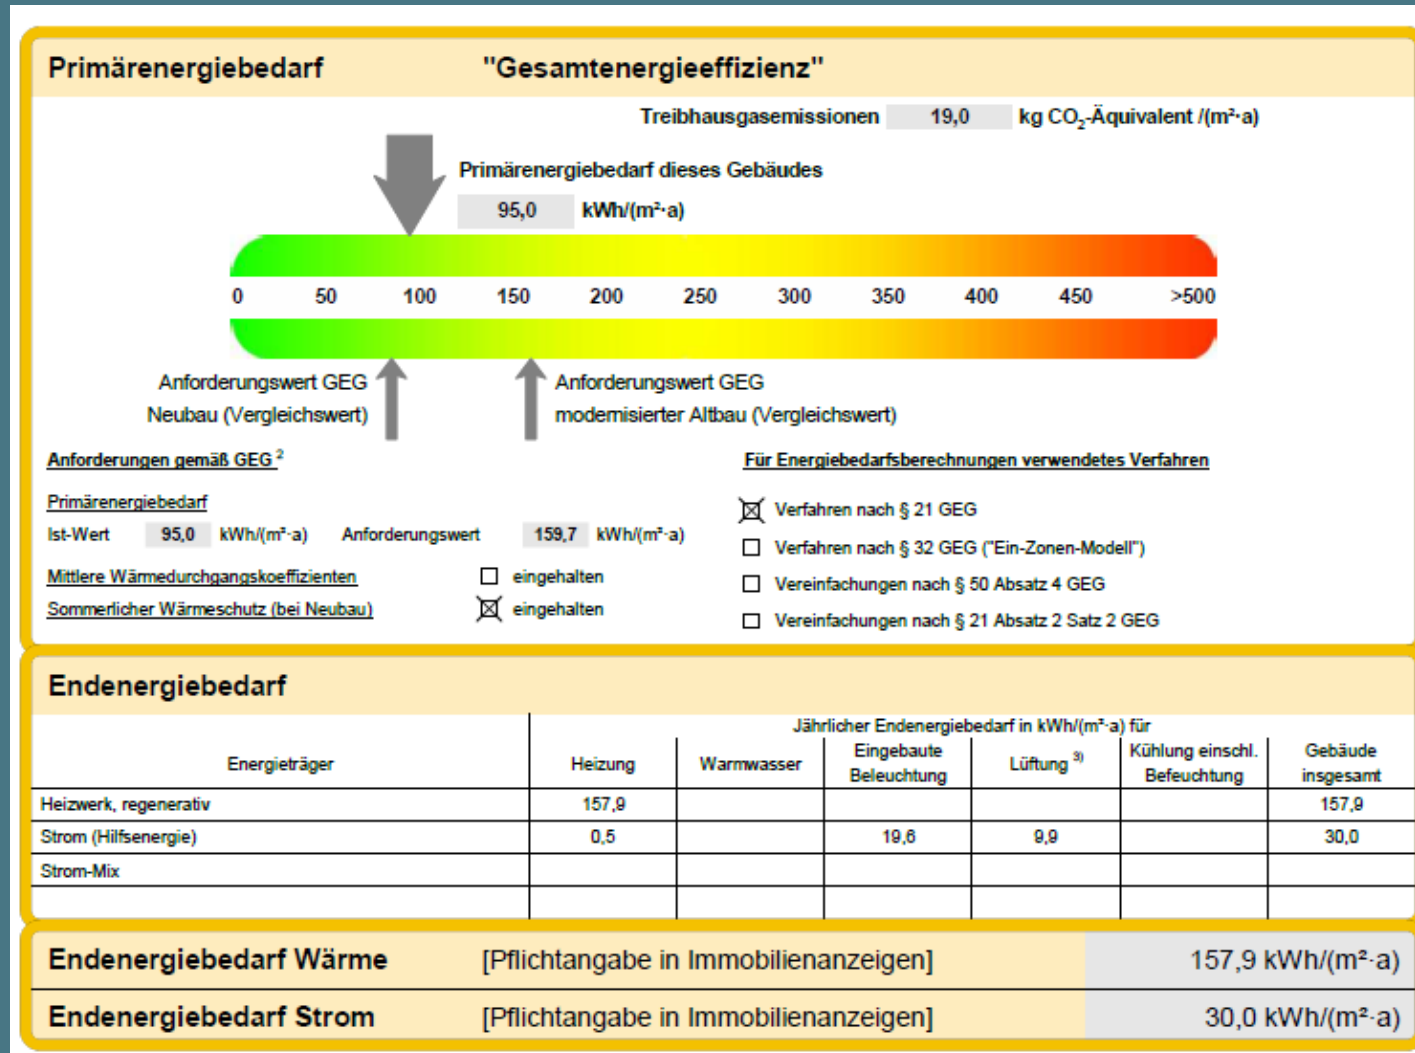 Primärenergiebedarf "Gesamtenergieeffizienz"
Treibhausgasemissionen 19,0 kg CO₂-Äquivalent /(m²·a)
Primärenergiebedarf dieses Gebäudes
95,0 kWh/(m²·a)
0 50 100 150 200 250 300 350 400 450 >500
Anforderungswert GEG
Neubau (Vergleichswert)
Anforderungswert GEG
modernisierter Altbau (Vergleichswert)
Anforderungen gemäß GEG ²
Primärenergiebedarf
Ist-Wert 95,0 kWh/(m²·a) Anforderungswert 159,7 kWh/(m²·a)
Mittlere Wärmedurchgangskoeffizienten ☐ eingehalten
Sommerlicher Wärmeschutz (bei Neubau) ☒ eingehalten
Für Energiebedarfsberechnungen verwendetes Verfahren
☒ Verfahren nach § 21 GEG
☐ Verfahren nach § 32 GEG ("Ein-Zonen-Modell")
☐ Vereinfachungen nach § 50 Absatz 4 GEG
☐ Vereinfachungen nach § 21 Absatz 2 Satz 2 GEG
Endenergiebedarf
Jährlicher Endenergiebedarf in kWh/(m²·a) für
Energieträger Heizung Warmwasser Eingebaute Beleuchtung Lüftung ³⁾ Kühlung einschl. Befeuchtung Gebäude insgesamt
Heizwerk, regenerativ 157,9 157,9
Strom (Hilfsenergie) 0,5 19,6 9,9 30,0
Strom-Mix
Endenergiebedarf Wärme [Pflichtangabe in Immobilienanzeigen] 157,9 kWh/(m²·a)
Endenergiebedarf Strom [Pflichtangabe in Immobilienanzeigen] 30,0 kWh/(m²·a)